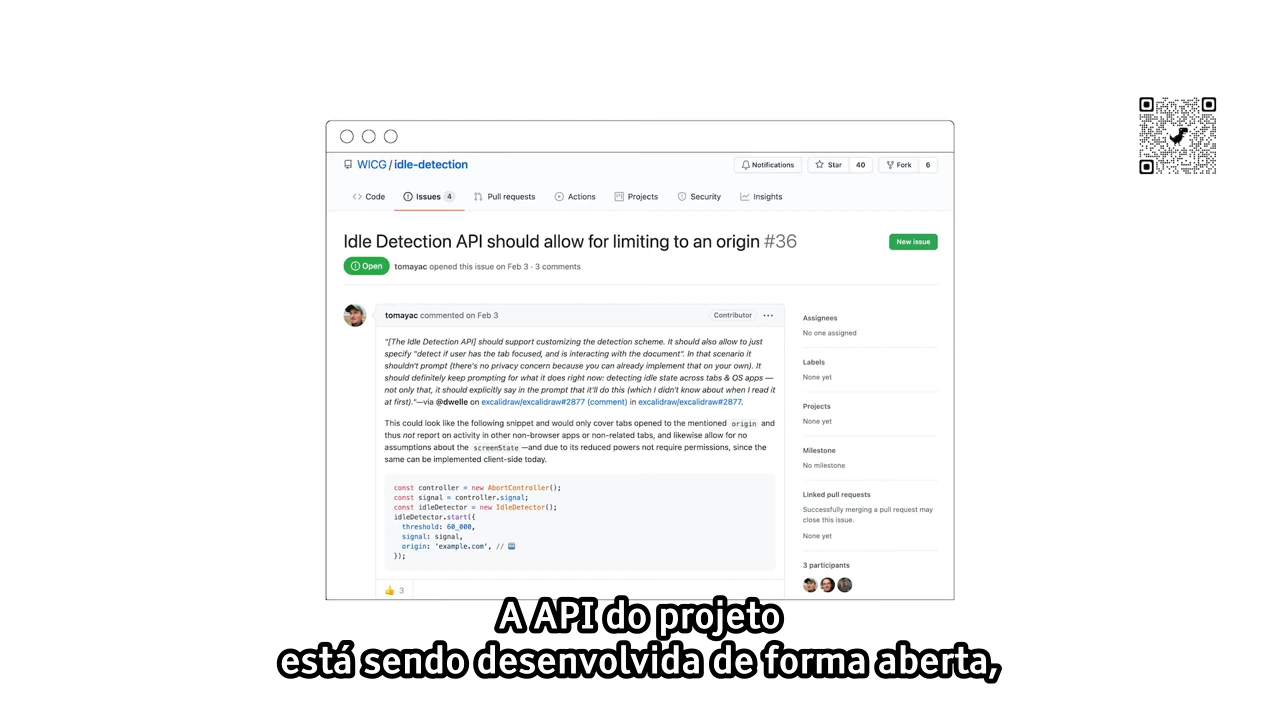 WICG / idle-detection
Notifications
Star 40
Fork 6
Code
Issues 4
Pull requests
Actions
Projects
Security
Insights
Idle Detection API should allow for limiting to an origin #36
New issue
Open
tomayac opened this issue on Feb 3 · 3 comments
tomayac commented on Feb 3
Contributor
"[The Idle Detection API] should support customizing the detection scheme. It should also allow to just
specify "detect if user has the tab focused, and is interacting with the document". In that scenario it
shouldn't prompt (there's no privacy concern because you can already implement that on your own). It
should definitely keep prompting for what it does right now: detecting idle state across tabs & OS apps —
not only that, it should explicitly say in the prompt that it'll do this (which I didn't know about when I read it
at first)."—via @dwelle on excalidraw/excalidraw#2877 (comment) in excalidraw/excalidraw#2877.
This could look like the following snippet and would only cover tabs opened to the mentioned origin and
thus not report on activity in other non-browser apps or non-related tabs, and likewise allow for no
assumptions about the screenState —and due to its reduced powers not require permissions, since the
same can be implemented client-side today.
const controller = new AbortController();
const signal = controller.signal;
const idleDetector = new IdleDetector();
idleDetector.start({
threshold: 60_000,
signal: signal,
origin: 'example.com', // 🆕
});
👍 3
Assignees
No one assigned
Labels
None yet
Projects
None yet
Milestone
No milestone
Linked pull requests
Successfully merging a pull request may
close this issue.
None yet
3 participants
A API do projeto
está sendo desenvolvida de forma aberta,